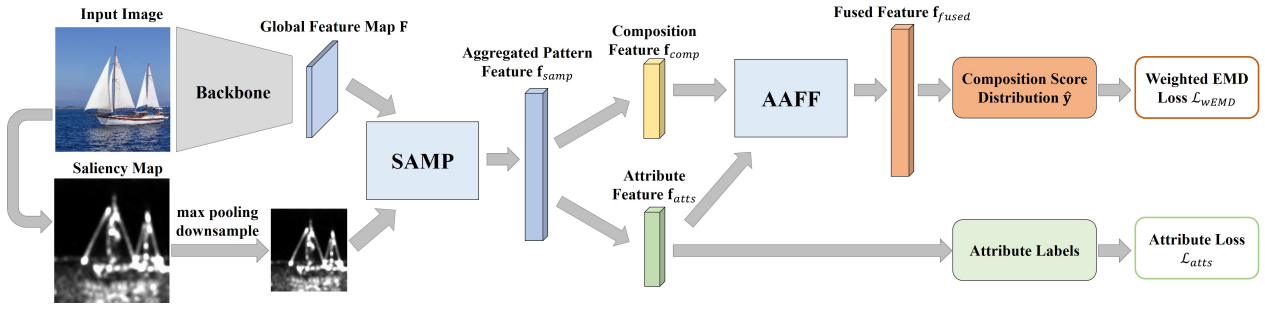 Input Image
Backbone
Global Feature Map F
Saliency Map
max pooling
downsample
SAMP
Aggregated Pattern
Feature f_samp
Composition
Feature f_comp
Attribute
Feature f_atts
AAFF
Fused Feature f_fused
Composition Score
Distribution ŷ
Weighted EMD
Loss ℒ_wEMD
Attribute Labels
Attribute Loss
ℒ_atts